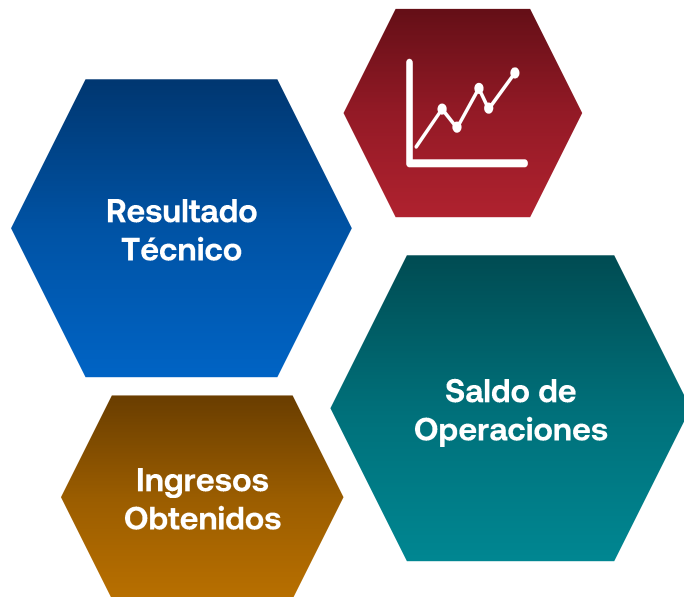 Resultado
Técnico
Saldo de
Operaciones
Ingresos
Obtenidos